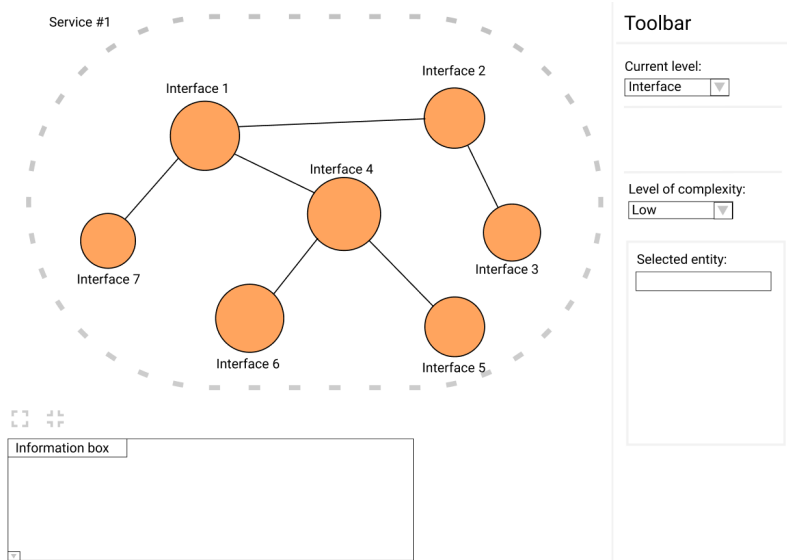 Service #1
Interface 1
Interface 2
Interface 4
Interface 7
Interface 3
Interface 6
Interface 5
Information box
Toolbar
Current level:
Interface
Level of complexity:
Low
Selected entity: